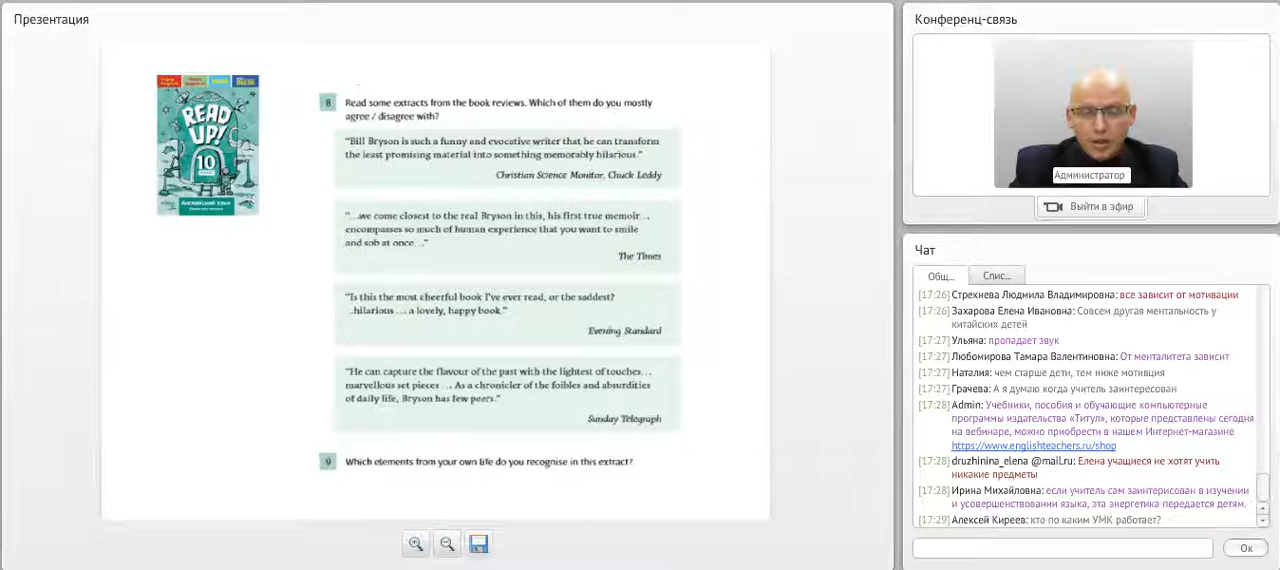 Презентация
READ
UP!
10
Английский язык
8 Read some extracts from the book reviews. Which of them do you mostly
agree / disagree with?
"Bill Bryson is such a funny and evocative writer that he can transform
the least promising material into something memorably hilarious."
Christian Science Monitor, Chuck Leddy
"…we come closest to the real Bryson in this, his first true memoir…
encompasses so much of human experience that you want to smile
and sob at once…"
The Times
"Is this the most cheerful book I've ever read, or the saddest?
..hilarious … a lovely, happy book."
Evening Standard
"He can capture the flavour of the past with the lightest of touches…
marvellous set pieces … As a chronicler of the foibles and absurdities
of daily life, Bryson has few peers."
Sunday Telegraph
9 Which elements from your own life do you recognise in this extract?
Конференц-связь
Администратор
Выйти в эфир
Чат
Общ... Спис...
[17:26] Стрехнева Людмила Владимировна: все зависит от мотивации
[17:26] Захарова Елена Ивановна: Совсем другая ментальность у
китайских детей
[17:27] Ульяна: пропадает звук
[17:27] Любомирова Тамара Валентиновна: От менталитета зависит
[17:27] Наталия: чем старше дети, тем ниже мотивция
[17:27] Грачева: А я думаю когда учитель заинтересован
[17:28] Admin: Учебники, пособия и обучающие компьютерные
программы издательства «Титул», которые представлены сегодня
на вебинаре, можно приобрести в нашем Интернет-магазине
https://www.englishteachers.ru/shop
[17:28] druzhinina_elena @mail.ru: Елена учащиеся не хотят учить
никакие предметы
[17:28] Ирина Михайловна: если учитель сам заинтерисован в изучении
и усовершенствовании языка, эта энергетика передается детям.
[17:29] Алексей Киреев: кто по каким УМК работает?
Ок